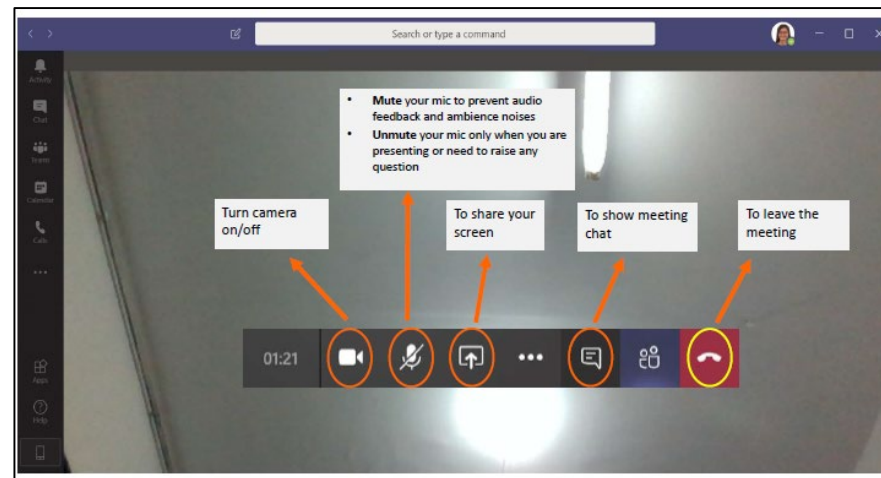 Search or type a command
Activity
Chat
Teams
Calendar
Calls
Apps
Help
• Mute your mic to prevent audio
feedback and ambience noises
• Unmute your mic only when you are
presenting or need to raise any
question
Turn camera
on/off
To share your
screen
To show meeting
chat
To leave the
meeting
01:21